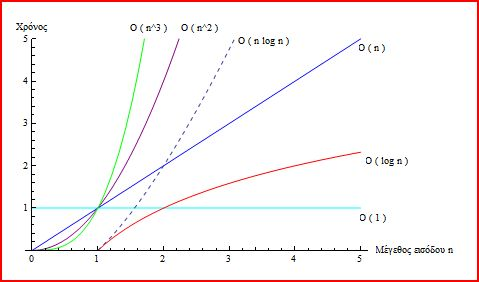 Χρόνος
O ( n^3 )
O ( n^2 )
O ( n log n )
O ( n )
O ( log n )
O ( 1 )
5
4
3
2
1
0
1
2
3
4
5
Μέγεθος εισόδου n